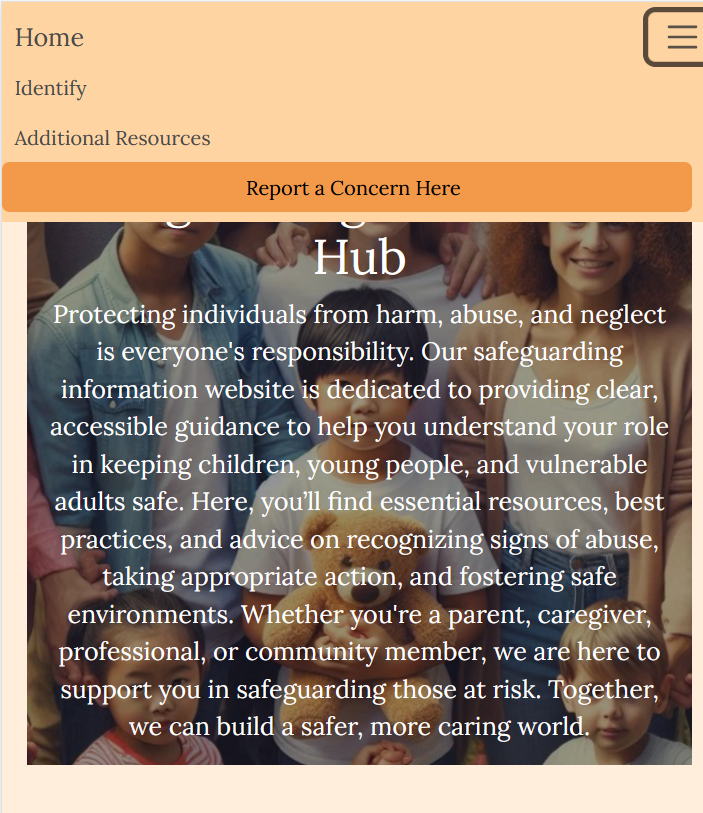 Home
Identify
Additional Resources
Report a Concern Here
Hub
Protecting individuals from harm, abuse, and neglect
is everyone's responsibility. Our safeguarding
information website is dedicated to providing clear,
accessible guidance to help you understand your role
in keeping children, young people, and vulnerable
adults safe. Here, you’ll find essential resources, best
practices, and advice on recognizing signs of abuse,
taking appropriate action, and fostering safe
environments. Whether you're a parent, caregiver,
professional, or community member, we are here to
support you in safeguarding those at risk. Together,
we can build a safer, more caring world.